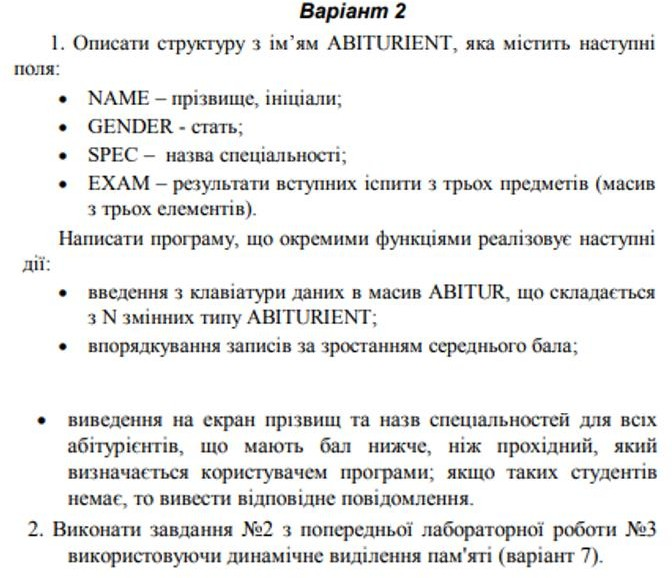 Варіант 2
1. Описати структуру з ім’ям ABITURIENT, яка містить наступні
поля:
• NAME – прізвище, ініціали;
• GENDER - стать;
• SPEC – назва спеціальності;
• EXAM – результати вступних іспити з трьох предметів (масив
з трьох елементів).
Написати програму, що окремими функціями реалізовує наступні
дії:
• введення з клавіатури даних в масив ABITUR, що складається
з N змінних типу ABITURIENT;
• впорядкування записів за зростанням середнього бала;
• виведення на екран прізвищ та назв спеціальностей для всіх
абітурієнтів, що мають бал нижче, ніж прохідний, який
визначається користувачем програми; якщо таких студентів
немає, то вивести відповідне повідомлення.
2. Виконати завдання №2 з попередньої лабораторної роботи №3
використовуючи динамічне виділення пам'яті (варіант 7).